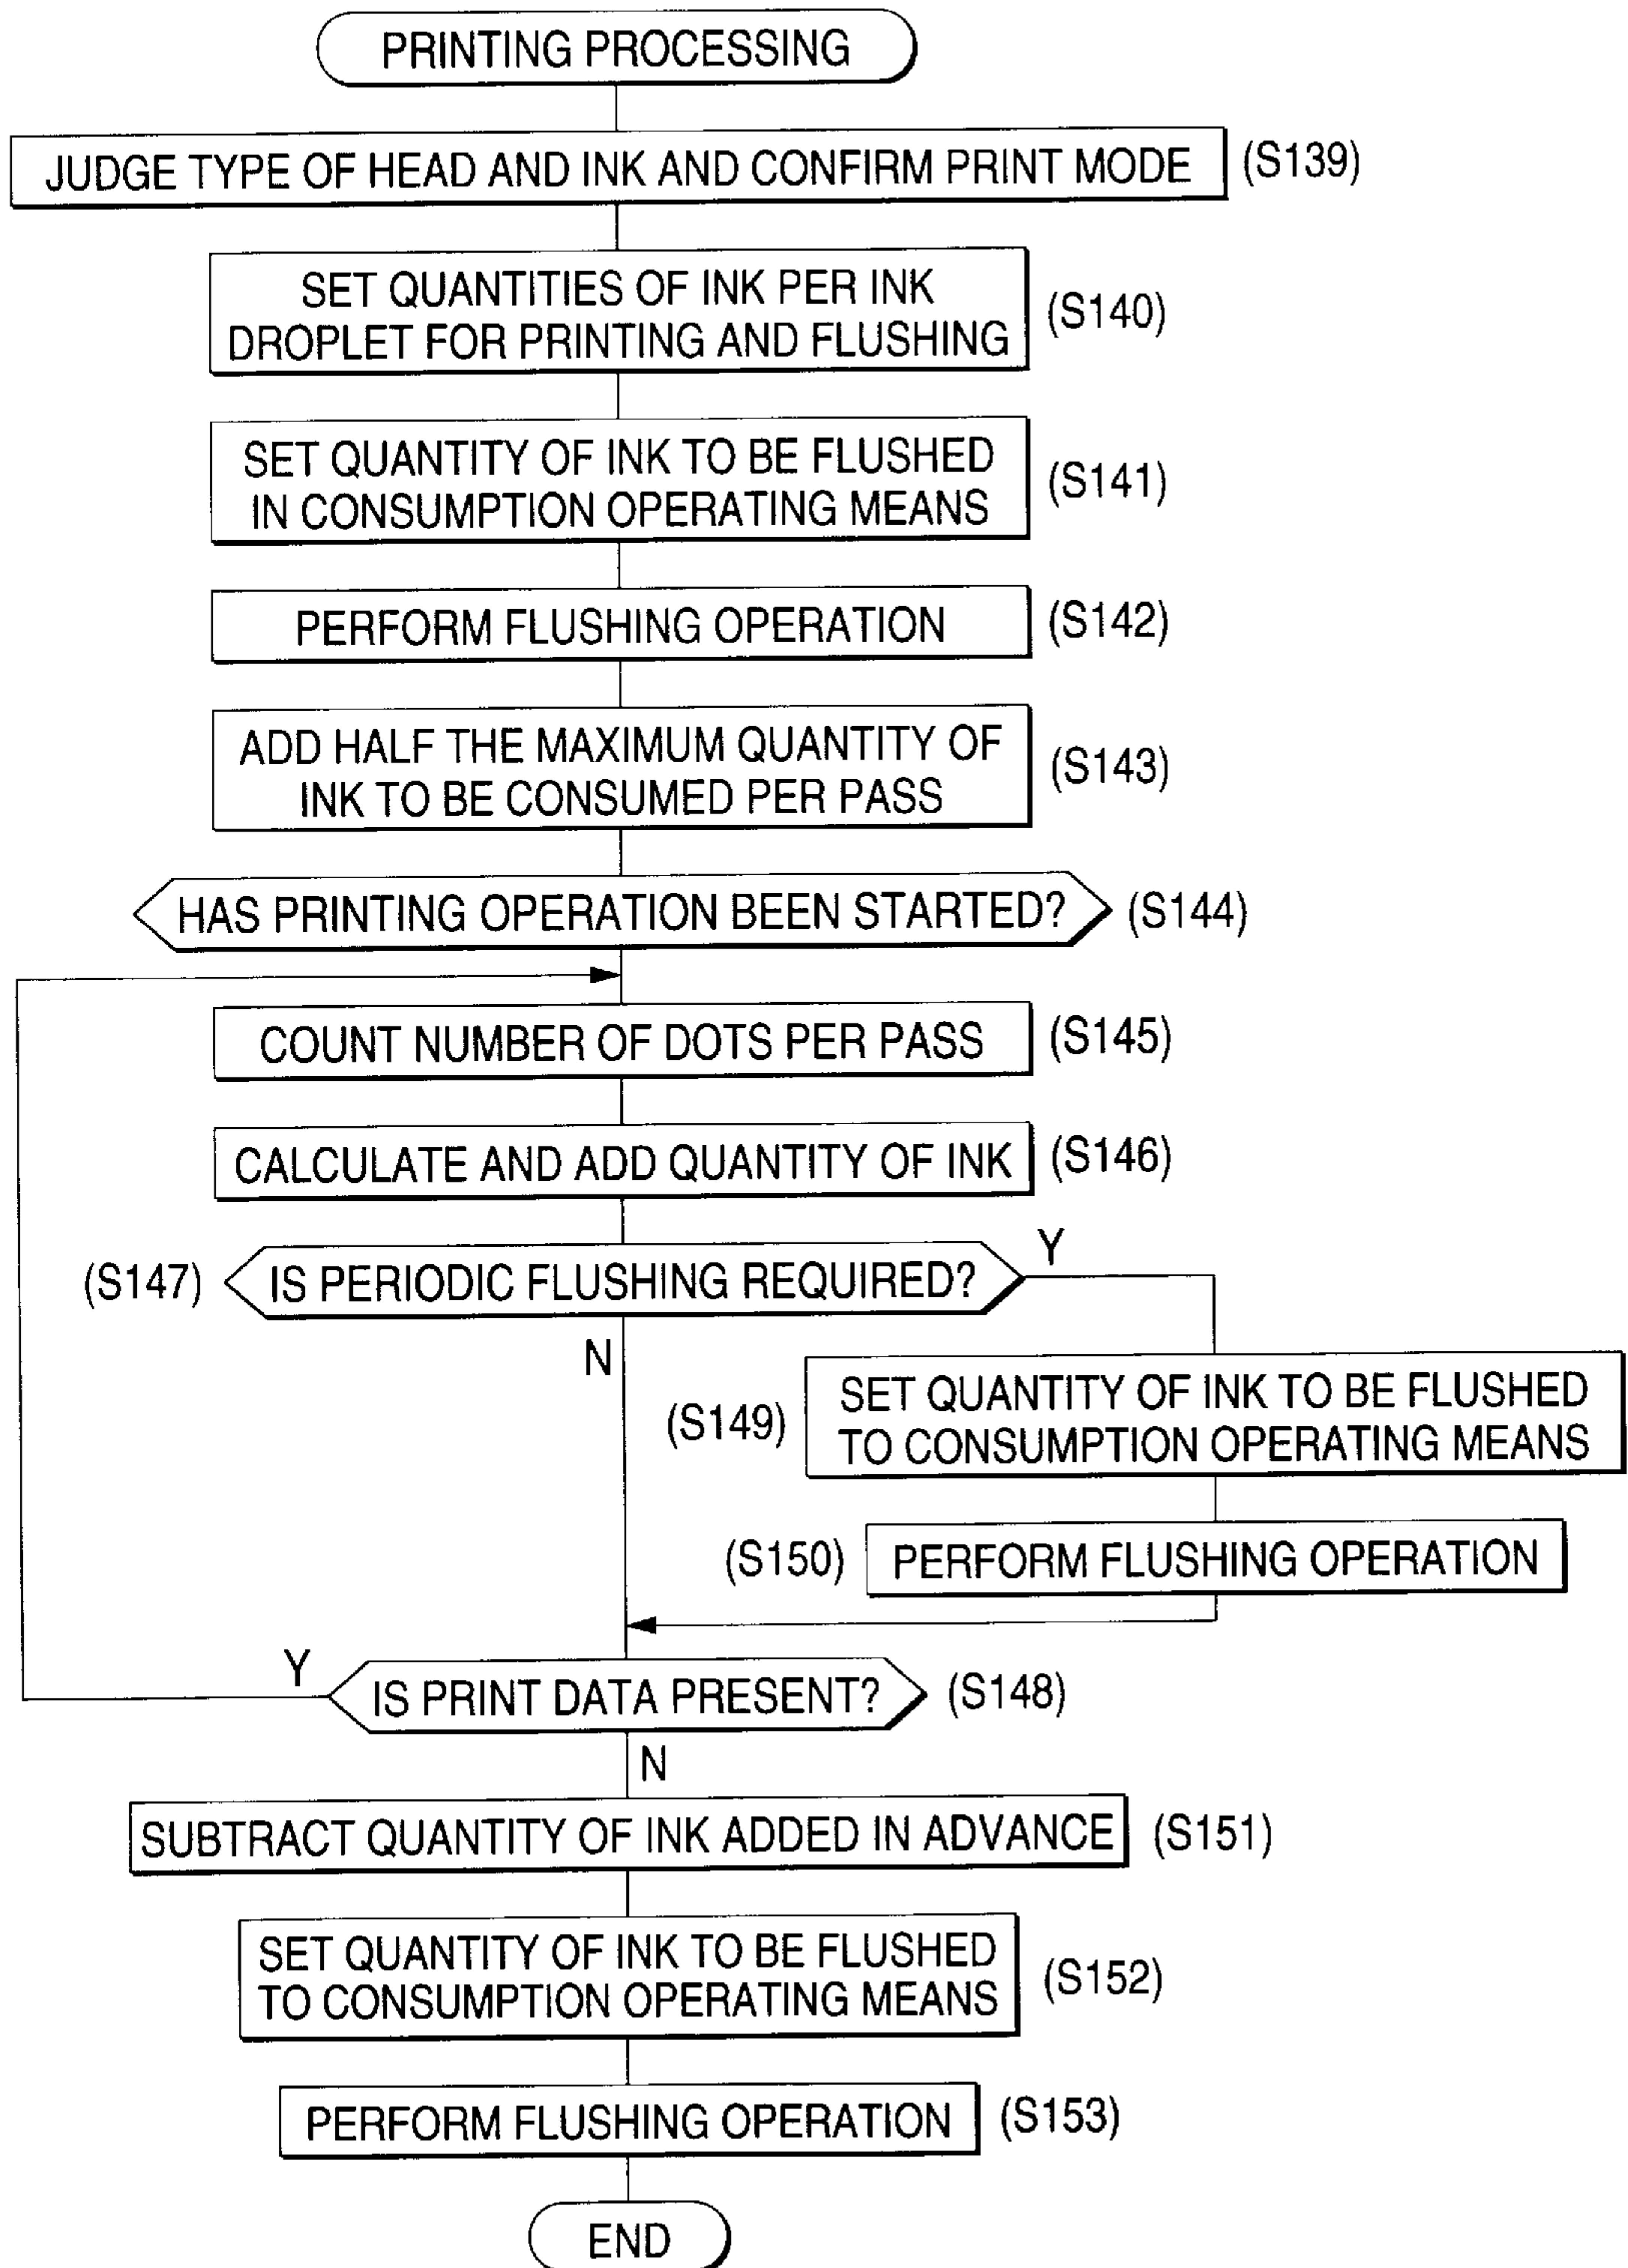 PRINTING PROCESSING
JUDGE TYPE OF HEAD AND INK AND CONFIRM PRINT MODE (S139)
SET QUANTITIES OF INK PER INK
DROPLET FOR PRINTING AND FLUSHING
(S140)
SET QUANTITY OF INK TO BE FLUSHED
IN CONSUMPTION OPERATING MEANS
(S141)
PERFORM FLUSHING OPERATION (S142)
ADD HALF THE MAXIMUM QUANTITY OF
INK TO BE CONSUMED PER PASS
(S143)
HAS PRINTING OPERATION BEEN STARTED? (S144)
COUNT NUMBER OF DOTS PER PASS (S145)
CALCULATE AND ADD QUANTITY OF INK (S146)
(S147) IS PERIODIC FLUSHING REQUIRED? Y
N
SET QUANTITY OF INK TO BE FLUSHED
TO CONSUMPTION OPERATING MEANS
(S149)
(S150) PERFORM FLUSHING OPERATION
Y IS PRINT DATA PRESENT? (S148)
N
SUBTRACT QUANTITY OF INK ADDED IN ADVANCE (S151)
SET QUANTITY OF INK TO BE FLUSHED
TO CONSUMPTION OPERATING MEANS
(S152)
PERFORM FLUSHING OPERATION (S153)
END